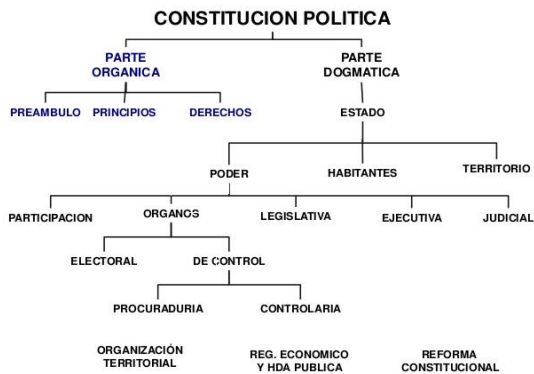 CONSTITUCION POLITICA
PARTE
ORGANICA
PARTE
DOGMATICA
PREAMBULO PRINCIPIOS DERECHOS
ESTADO
PODER
HABITANTES
TERRITORIO
PARTICIPACION
ORGANOS
LEGISLATIVA
EJECUTIVA
JUDICIAL
ELECTORAL
DE CONTROL
PROCURADURIA
CONTROLARIA
ORGANIZACIÓN
TERRITORIAL
REG. ECONOMICO
Y HDA PUBLICA
REFORMA
CONSTITUCIONAL